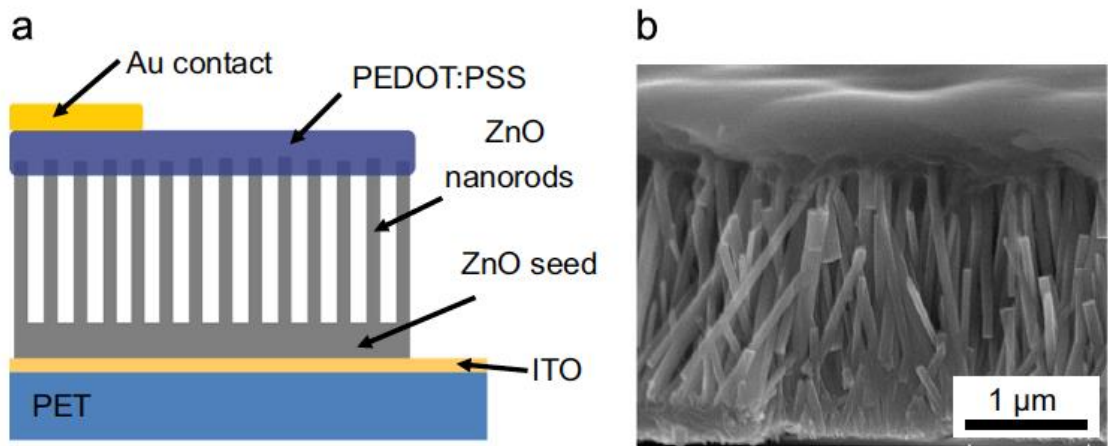 a
Au contact
PEDOT:PSS
ZnO
nanorods
ZnO seed
ITO
PET
b
1 µm